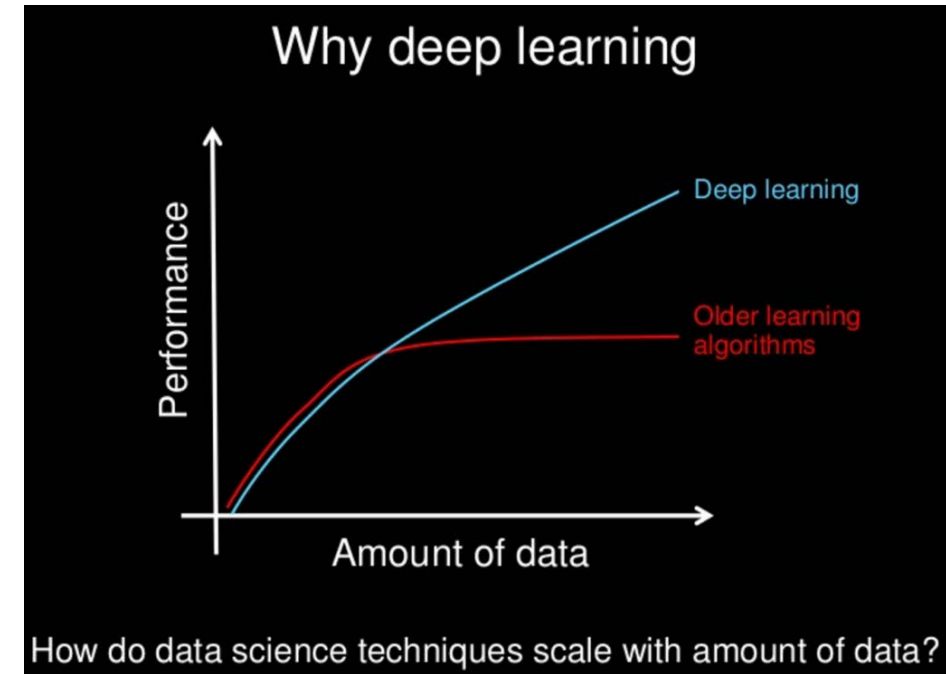 Why deep learning
Performance
Deep learning
Older learning
algorithms
Amount of data
How do data science techniques scale with amount of data?